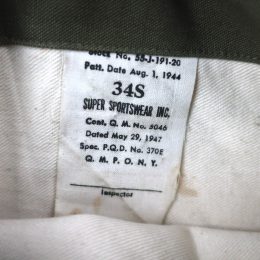 Stock No. 55-J-191-20
Patt. Date Aug. 1, 1944
34S
SUPER SPORTSWEAR INC.
Cont. Q. M. No. 5046
Dated May 29, 1947
Spec. P.Q.D. No. 370E
Q. M. P. O. N. Y.
Inspector